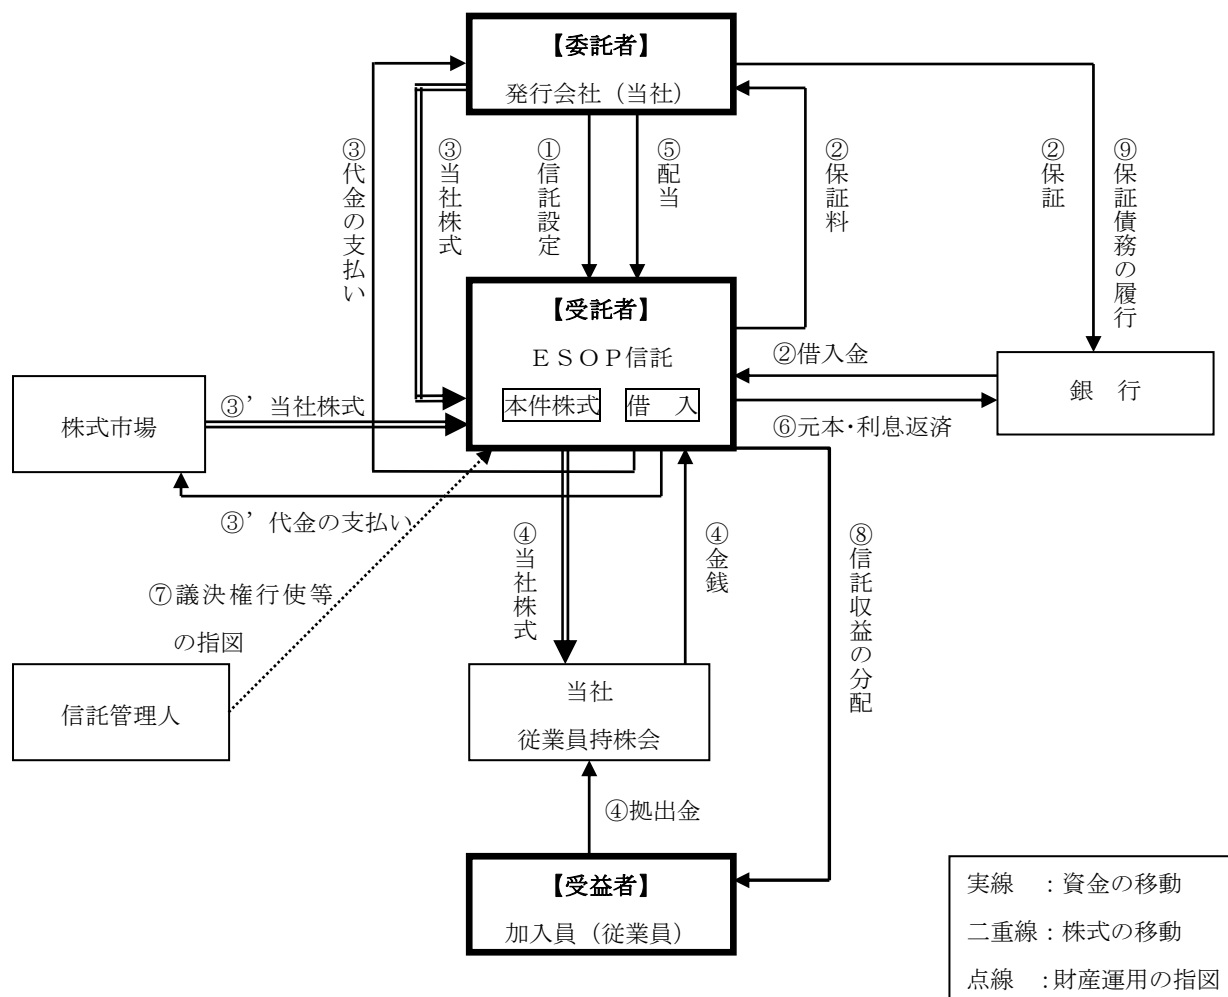 【委託者】
発行会社（当社）
③代金の支払い
③当社株式
①信託設定
⑤配当
②保証料
②保証
⑨保証債務の履行
【受託者】
ＥＳＯＰ信託
本件株式
借　入
②借入金
⑥元本・利息返済
銀　行
株式市場
③’当社株式
③’代金の支払い
④当社株式
④金銭
⑧信託収益の分配
⑦議決権行使等
の指図
信託管理人
当社
従業員持株会
④拠出金
【受益者】
加入員（従業員）
実線　：資金の移動
二重線：株式の移動
点線　：財産運用の指図